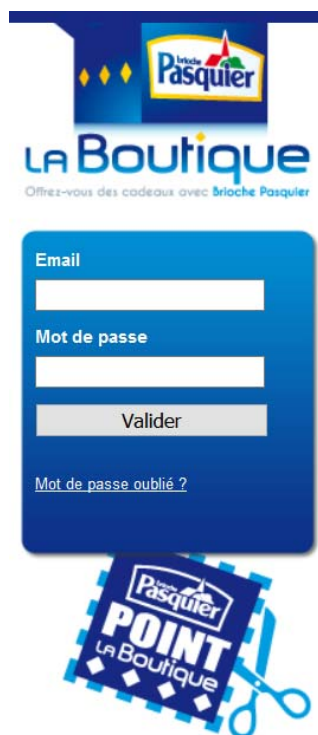 brioche
Pasquier
LA Boutique
Offrez-vous des cadeaux avec Brioche Pasquier
Email
Mot de passe
Valider
Mot de passe oublié ?
brioche
Pasquier
POINT
LA Boutique